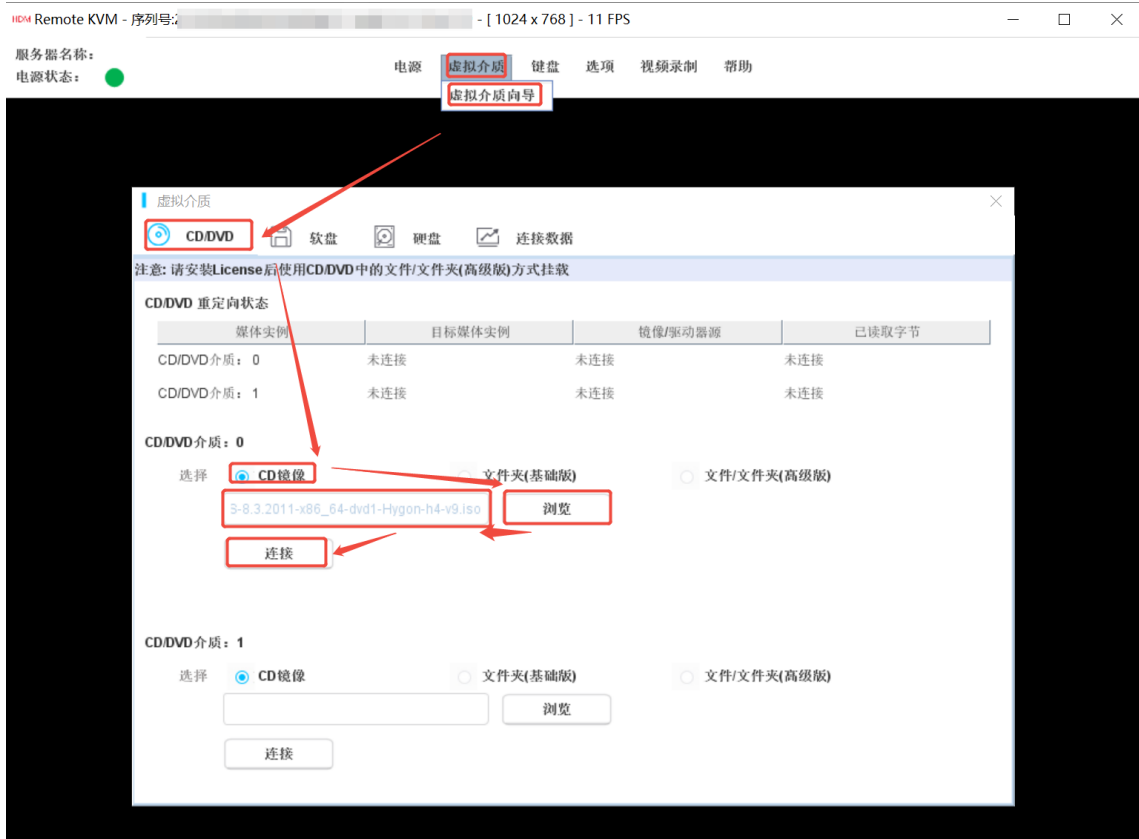 HDM Remote KVM - 序列号: - [ 1024 x 768 ] - 11 FPS
服务器名称:
电源状态:
电源 虚拟介质 键盘 选项 视频录制 帮助
虚拟介质向导
虚拟介质
CD/DVD 软盘 硬盘 连接数据
注意: 请安装License后使用CD/DVD中的文件/文件夹(高级版)方式挂载
CD/DVD 重定向状态
媒体实例 目标媒体实例 镜像/驱动器源 已读取字节
CD/DVD介质: 0 未连接 未连接 未连接
CD/DVD介质: 1 未连接 未连接 未连接
CD/DVD介质: 0
选择 CD镜像 文件夹(基础版) 文件/文件夹(高级版)
S-8.3.2011-x86_64-dvd1-Hygon-h4-v9.iso 浏览
连接
CD/DVD介质: 1
选择 CD镜像 文件夹(基础版) 文件/文件夹(高级版)
浏览
连接